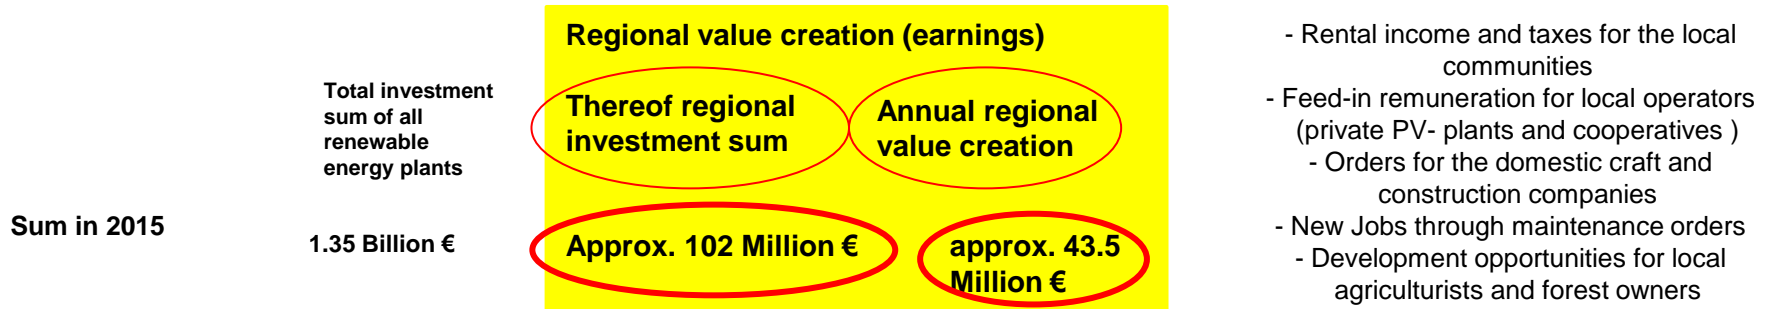 Regional value creation (earnings)
Total investment
sum of all
renewable
energy plants
Thereof regional
investment sum
Annual regional
value creation
Sum in 2015
1.35 Billion €
Approx. 102 Million €
approx. 43.5
Million €
- Rental income and taxes for the local
communities
- Feed-in remuneration for local operators
(private PV- plants and cooperatives )
- Orders for the domestic craft and
construction companies
- New Jobs through maintenance orders
- Development opportunities for local
agriculturists and forest owners